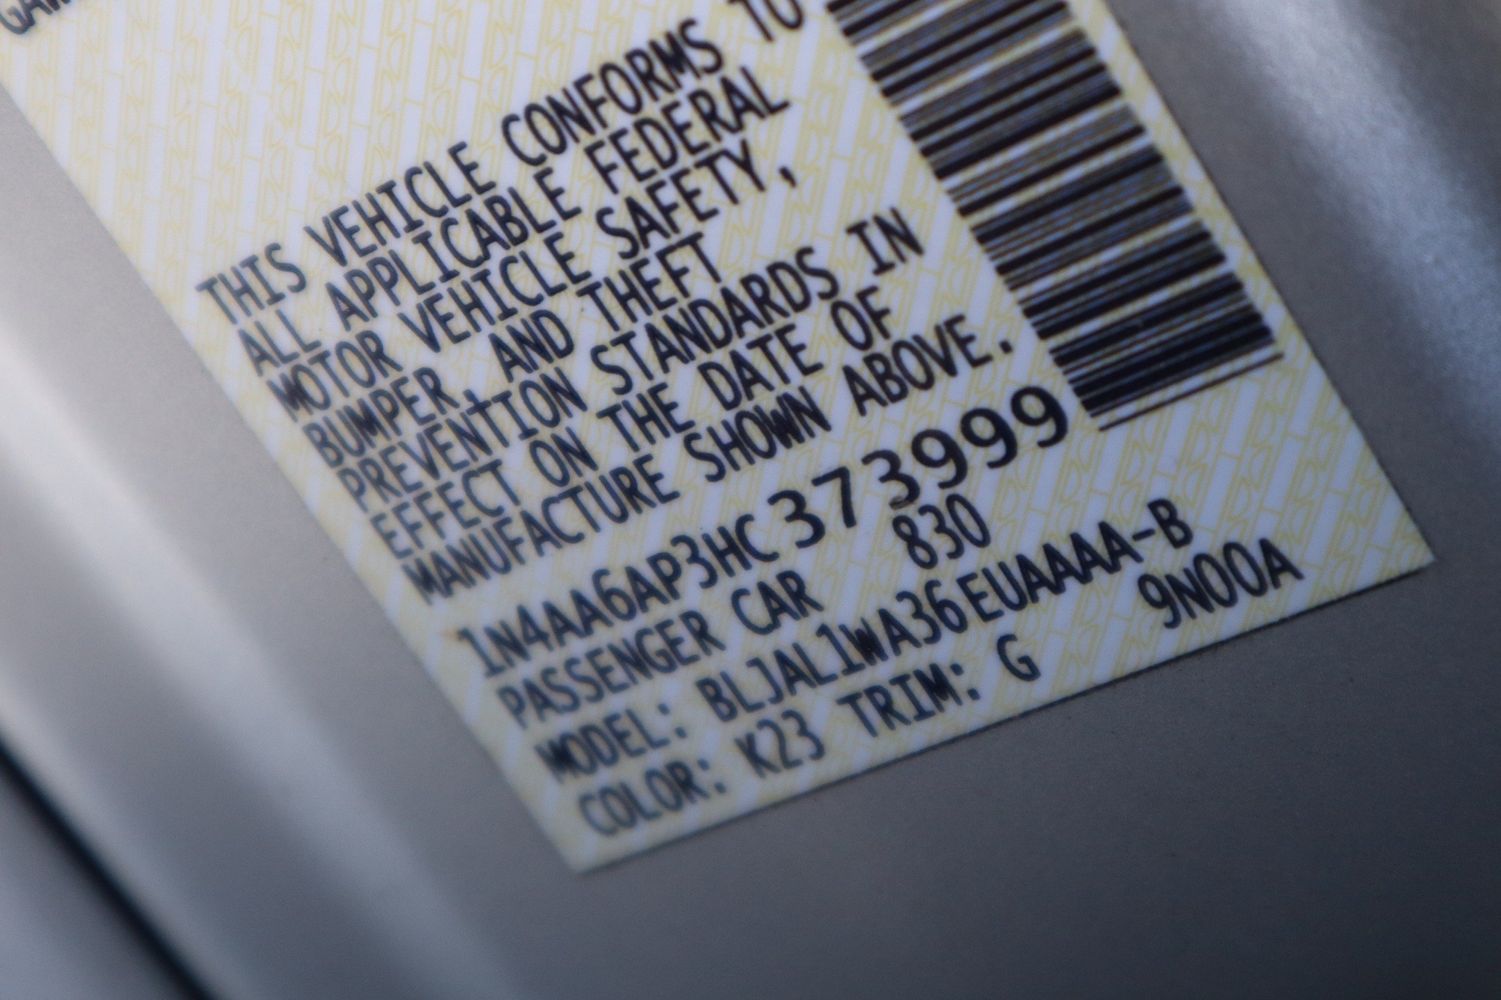 THIS VEHICLE CONFORMS TO
ALL APPLICABLE FEDERAL
MOTOR VEHICLE SAFETY,
BUMPER, AND THEFT
PREVENTION STANDARDS IN
EFFECT ON THE DATE OF
MANUFACTURE SHOWN ABOVE.
1N4AA6AP3HC373999
PASSENGER CAR 830
MODEL: BLJAL1WA36EUAAAA-B
COLOR: K23 TRIM: G 9N00A